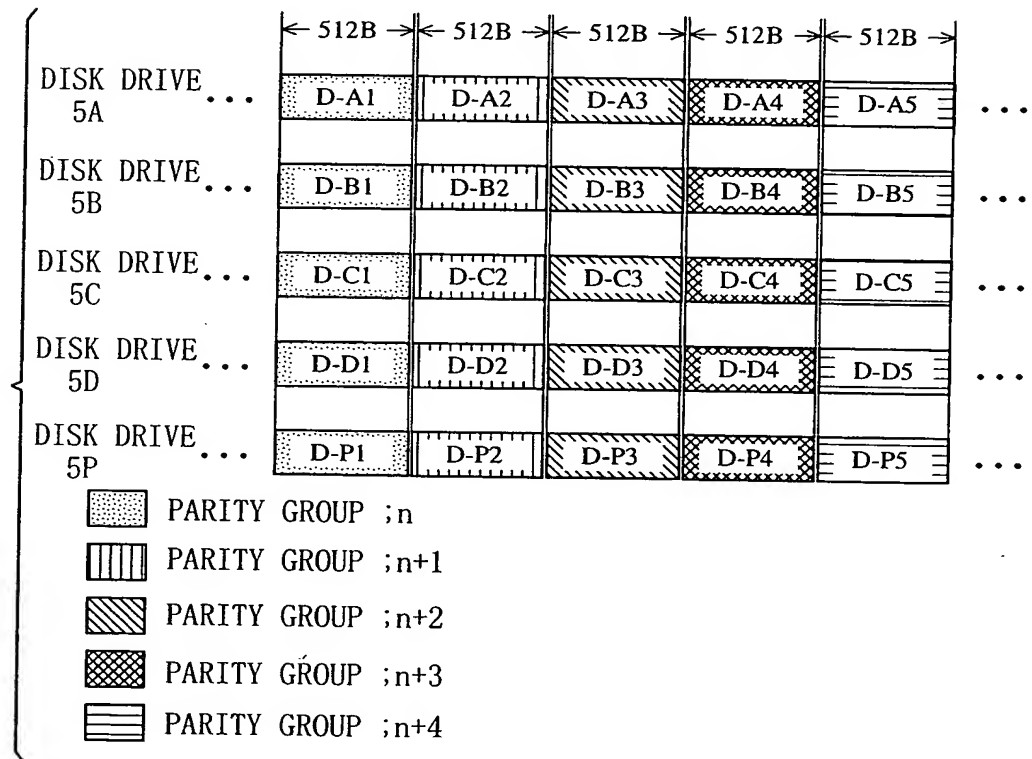 512B 512B 512B 512B 512B
DISK DRIVE 5A ... D-A1 D-A2 D-A3 D-A4 D-A5 ...
DISK DRIVE 5B ... D-B1 D-B2 D-B3 D-B4 D-B5 ...
DISK DRIVE 5C ... D-C1 D-C2 D-C3 D-C4 D-C5 ...
DISK DRIVE 5D ... D-D1 D-D2 D-D3 D-D4 D-D5 ...
DISK DRIVE 5P ... D-P1 D-P2 D-P3 D-P4 D-P5 ...
PARITY GROUP ;n
PARITY GROUP ;n+1
PARITY GROUP ;n+2
PARITY GROUP ;n+3
PARITY GROUP ;n+4